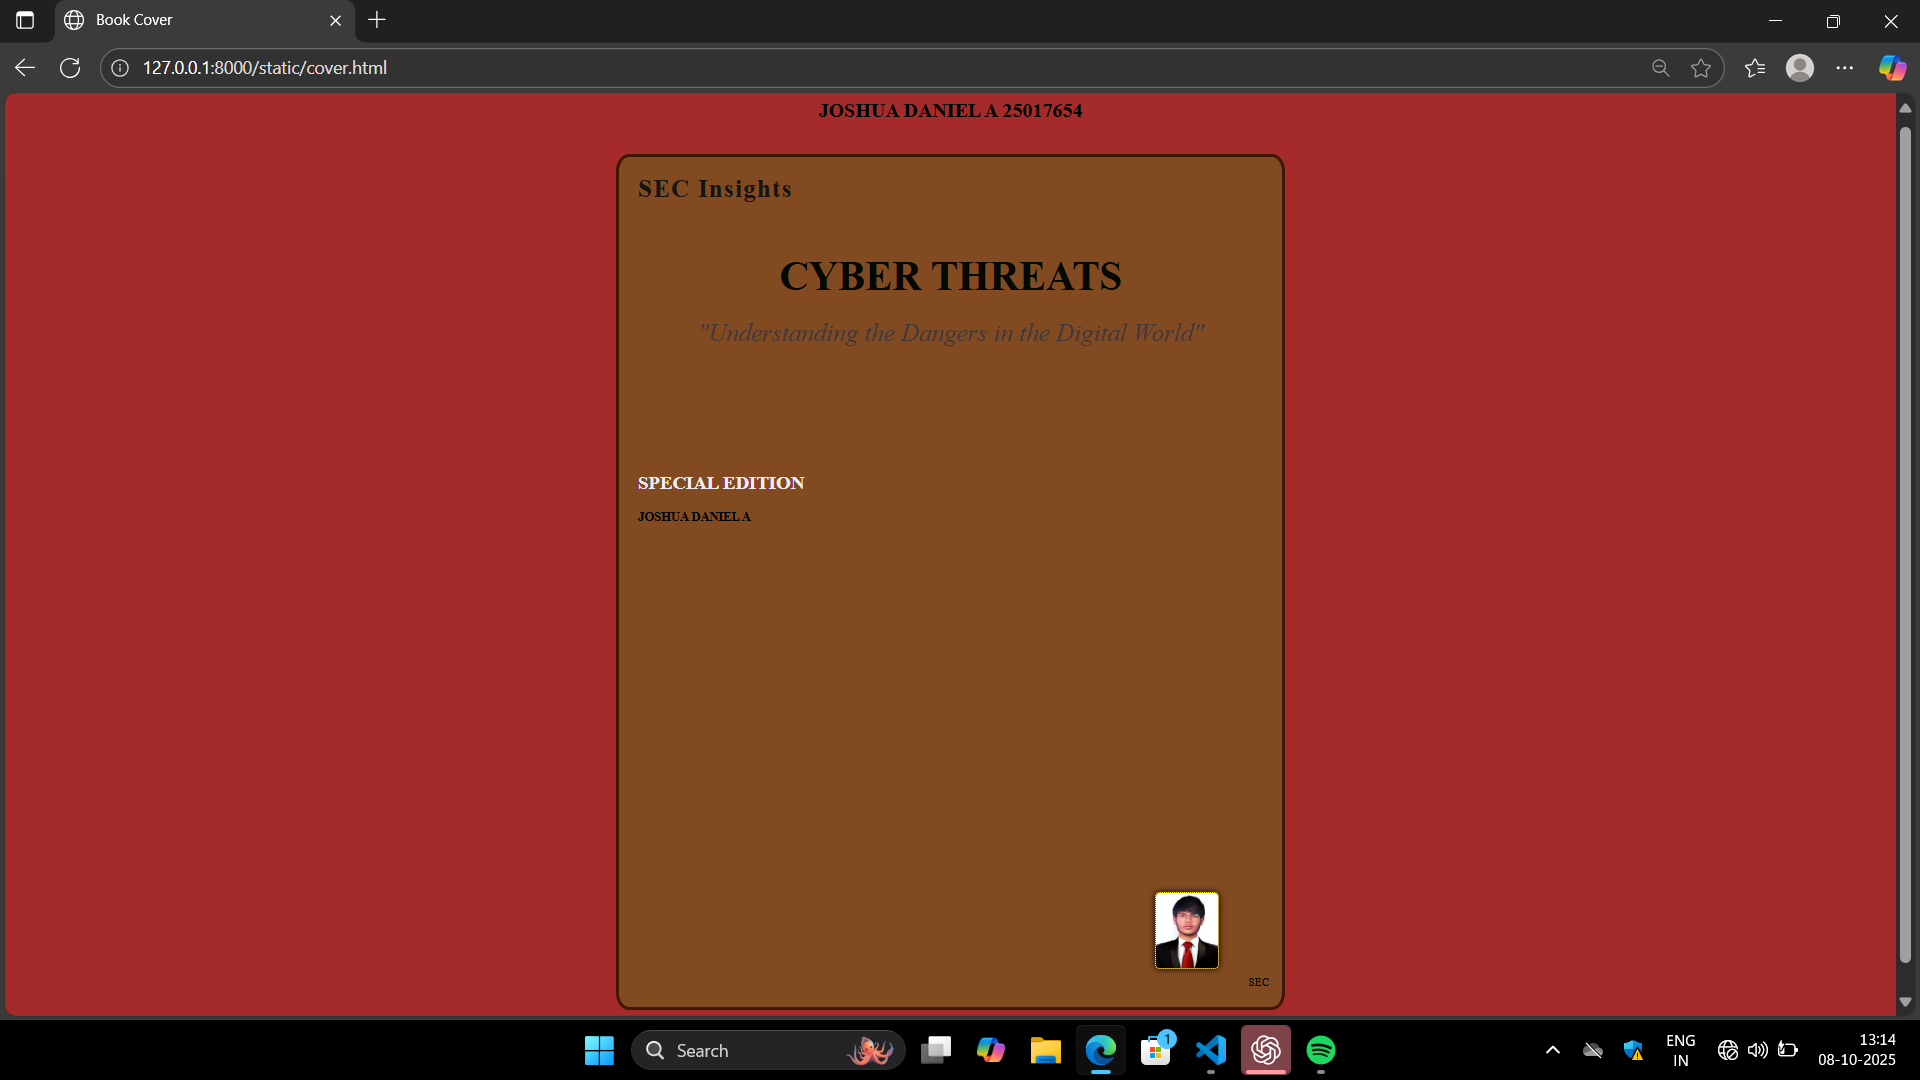 Book Cover
127.0.0.1:8000/static/cover.html
JOSHUA DANIEL A 25017654
SEC Insights
CYBER THREATS
"Understanding the Dangers in the Digital World"
SPECIAL EDITION
JOSHUA DANIEL A
SEC
Search
1
ENG
IN
13:14
08-10-2025